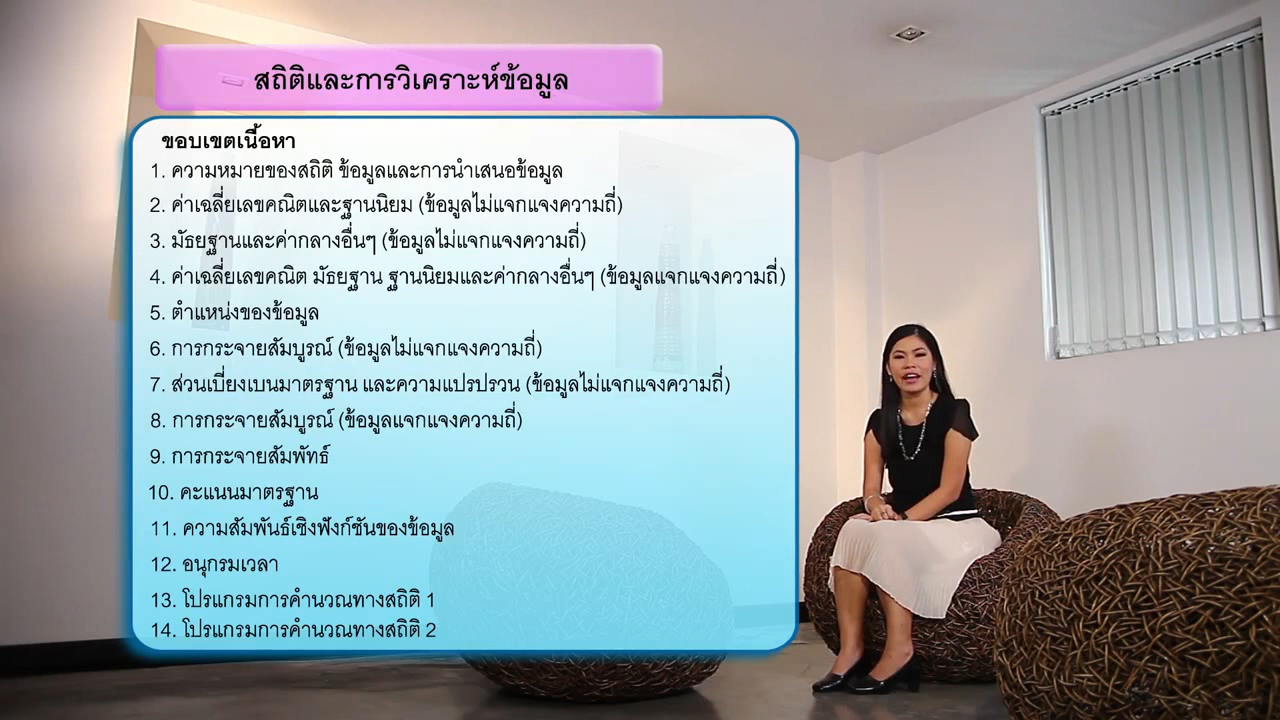 สถิติและการวิเคราะห์ข้อมูล
ขอบเขตเนื้อหา
1. ความหมายของสถิติ ข้อมูลและการนำเสนอข้อมูล
2. ค่าเฉลี่ยเลขคณิตและฐานนิยม (ข้อมูลไม่แจกแจงความถี่)
3. มัธยฐานและค่ากลางอื่นๆ (ข้อมูลไม่แจกแจงความถี่)
4. ค่าเฉลี่ยเลขคณิต มัธยฐาน ฐานนิยมและค่ากลางอื่นๆ (ข้อมูลแจกแจงความถี่)
5. ตำแหน่งของข้อมูล
6. การกระจายสัมบูรณ์ (ข้อมูลไม่แจกแจงความถี่)
7. ส่วนเบี่ยงเบนมาตรฐาน และความแปรปรวน (ข้อมูลไม่แจกแจงความถี่)
8. การกระจายสัมบูรณ์ (ข้อมูลแจกแจงความถี่)
9. การกระจายสัมพัทธ์
10. คะแนนมาตรฐาน
11. ความสัมพันธ์เชิงฟังก์ชันของข้อมูล
12. อนุกรมเวลา
13. โปรแกรมการคำนวณทางสถิติ 1
14. โปรแกรมการคำนวณทางสถิติ 2